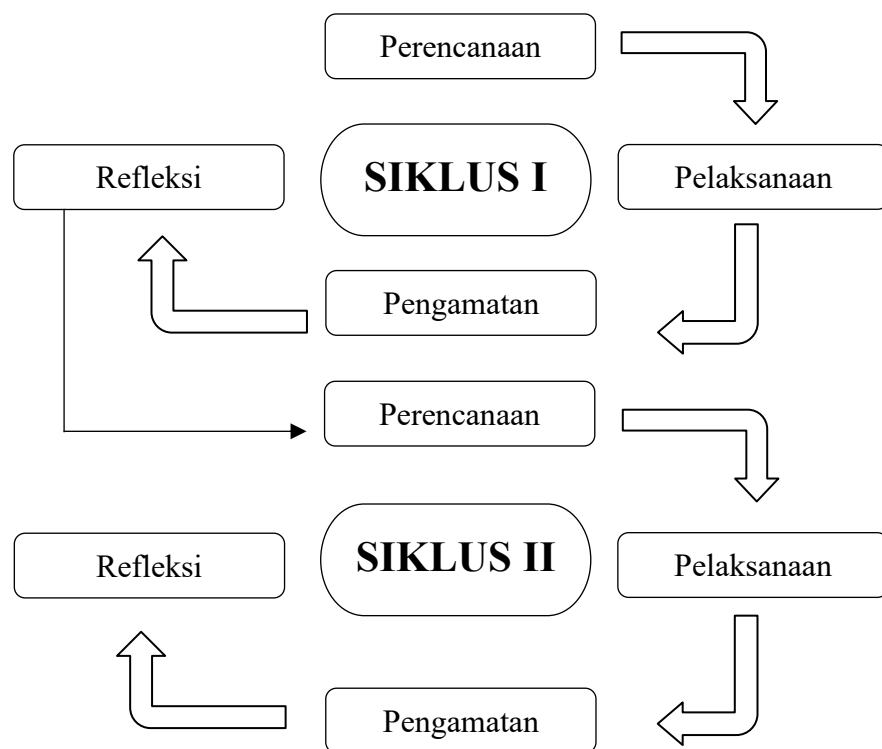 Perencanaan
Refleksi
SIKLUS I
Pelaksanaan
Pengamatan
Perencanaan
Refleksi
SIKLUS II
Pelaksanaan
Pengamatan